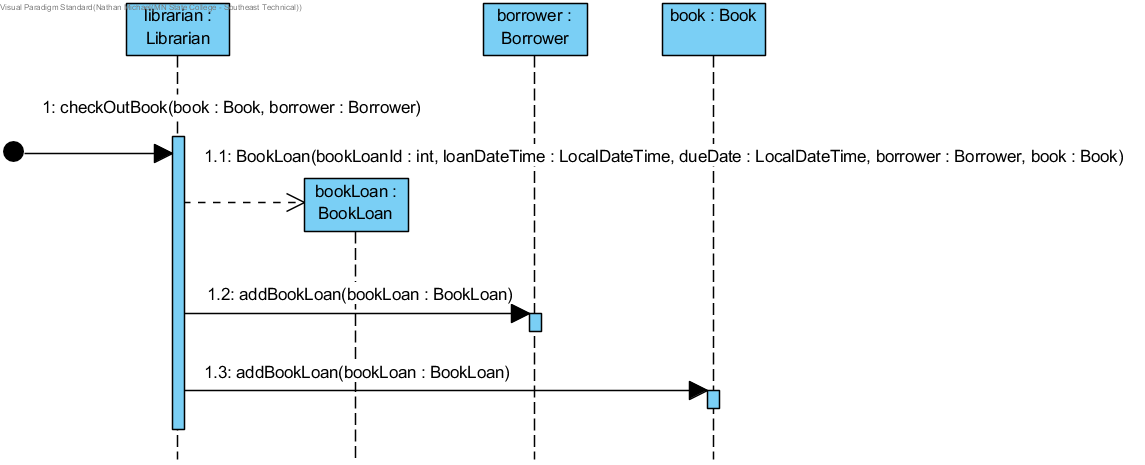 Visual Paradigm Standard(Nathan Michael(MN State College - Southeast Technical))
librarian :
Librarian
borrower :
Borrower
book : Book
1: checkOutBook(book : Book, borrower : Borrower)
1.1: BookLoan(bookLoanId : int, loanDateTime : LocalDateTime, dueDate : LocalDateTime, borrower : Borrower, book : Book)
bookLoan :
BookLoan
1.2: addBookLoan(bookLoan : BookLoan)
1.3: addBookLoan(bookLoan : BookLoan)